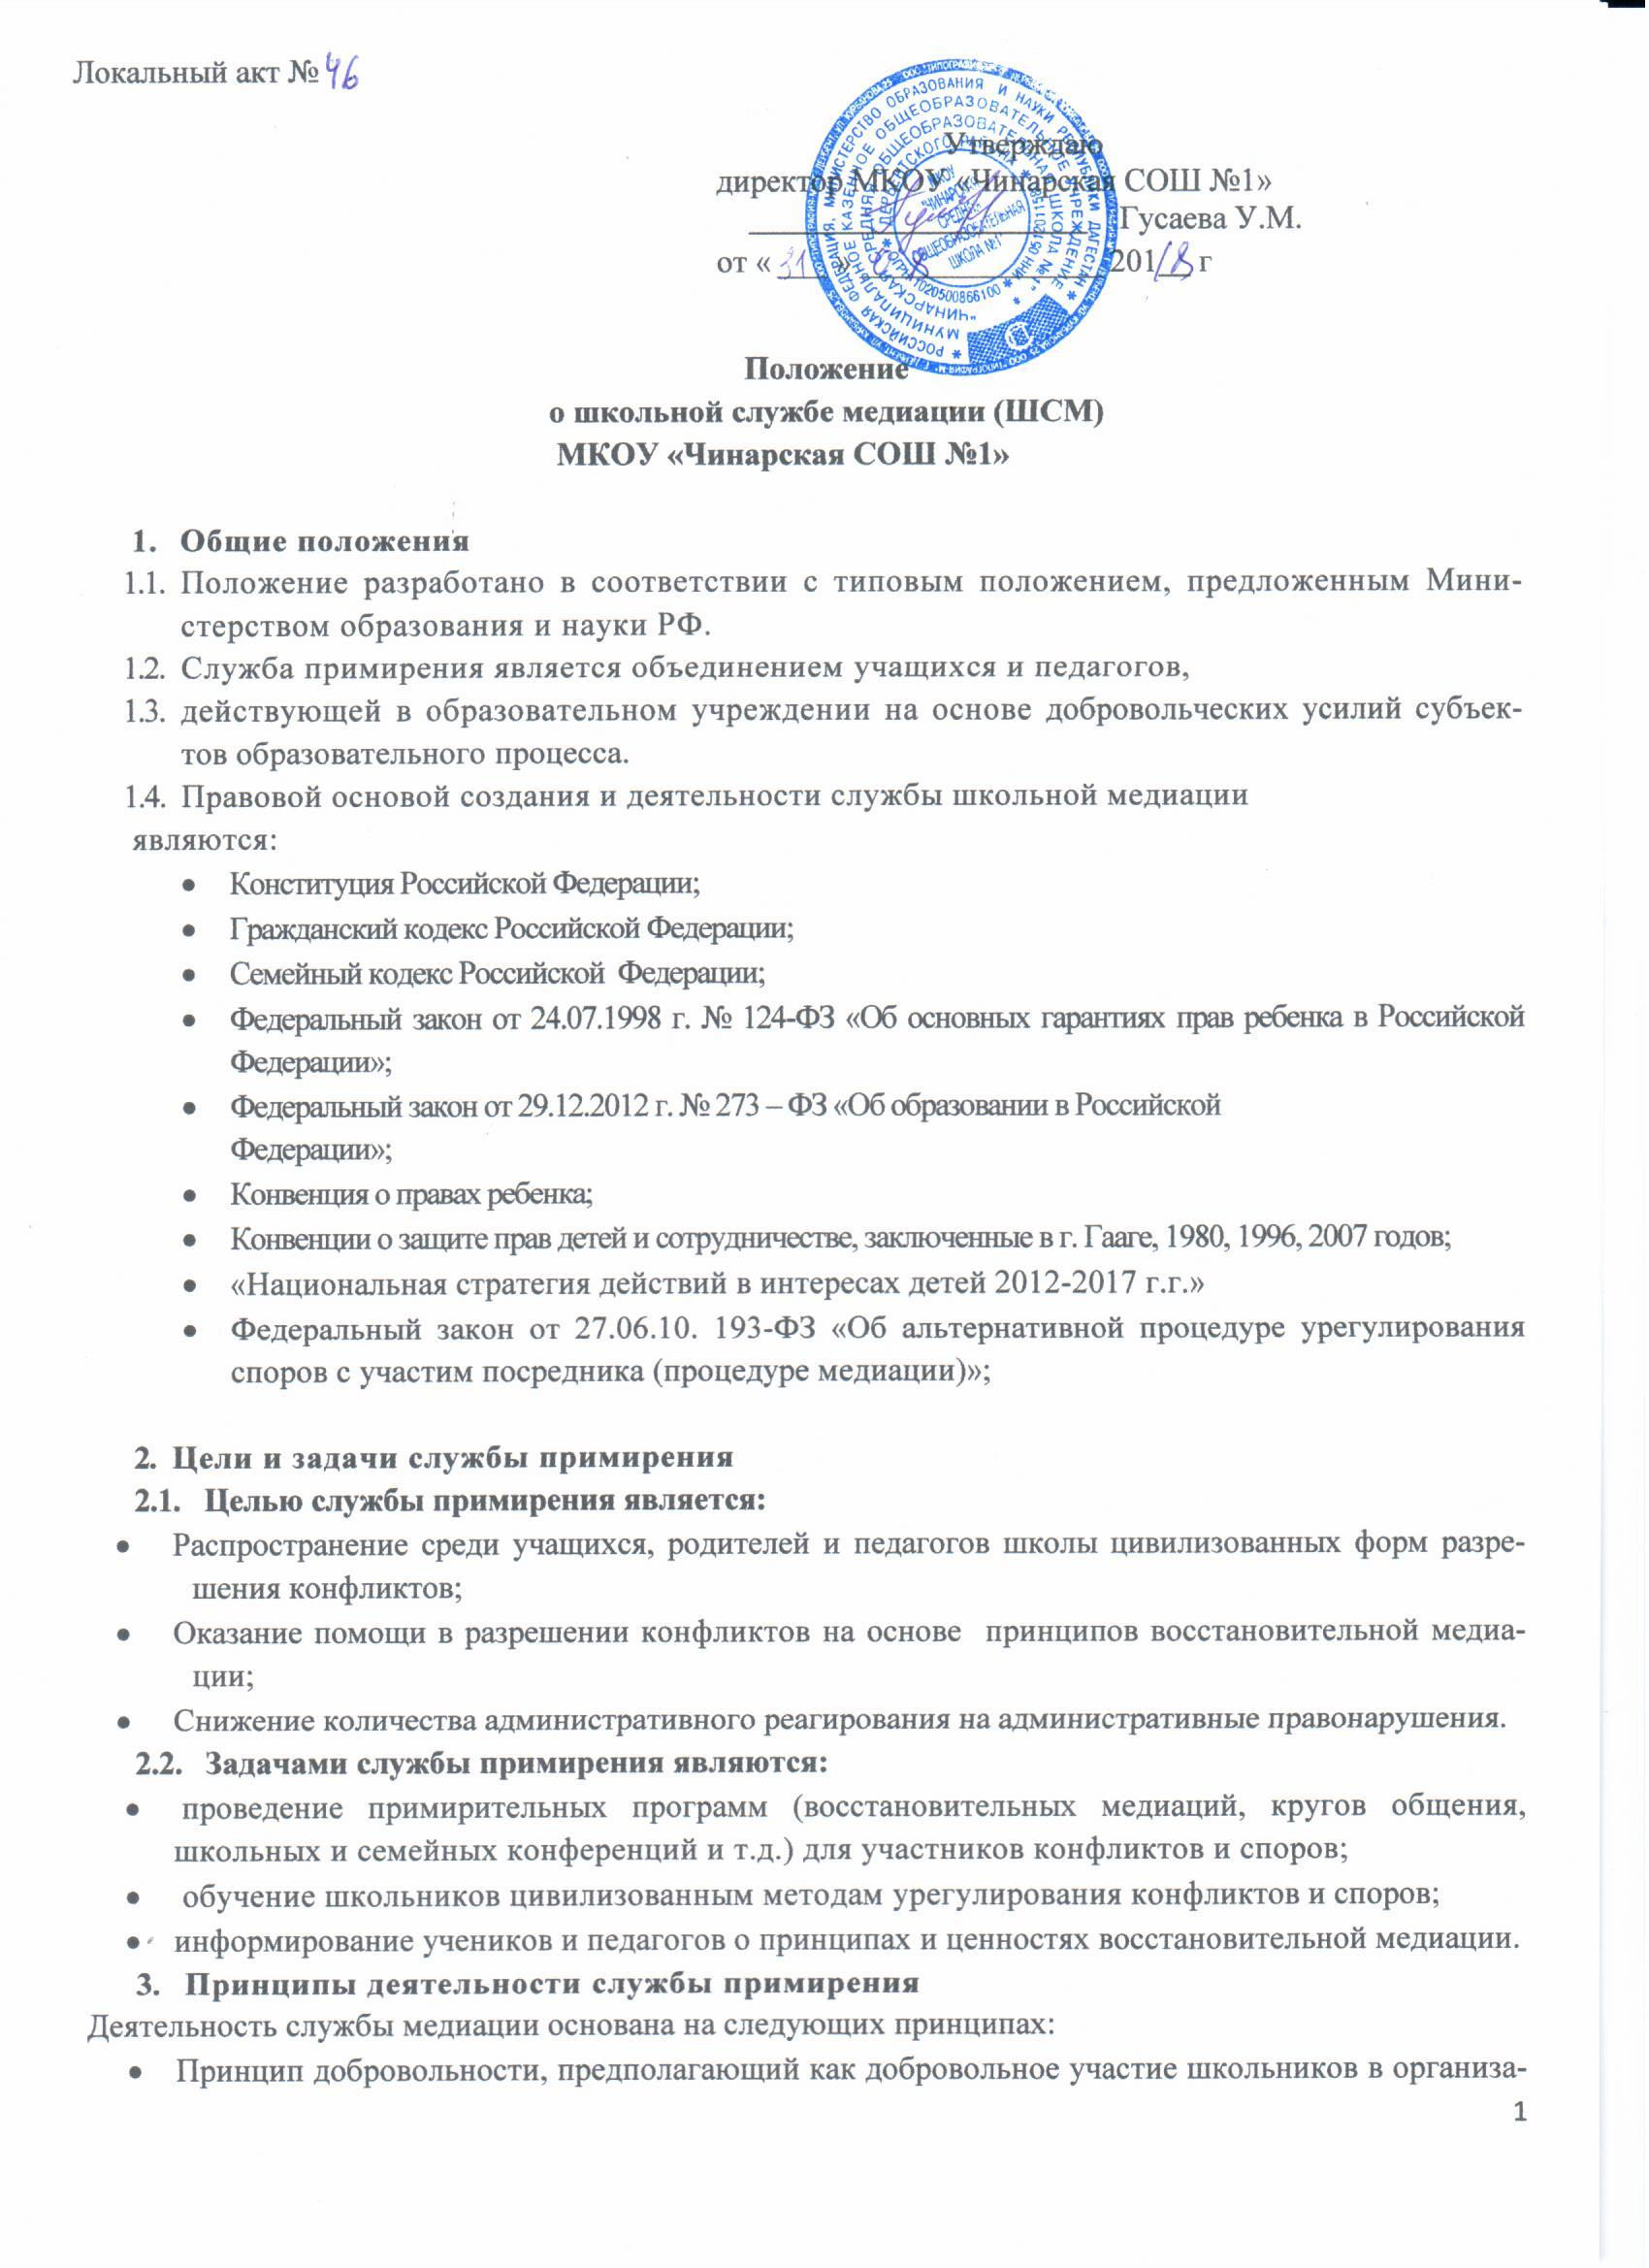 Локальный акт № 46
Утверждаю
директор МКОУ «Чинарская СОШ №1»
Гусаева У.М.
от « 31 » 08 2018 г
МКОУ
"ЧИНАРСКАЯ
СРЕДНЯЯ
ОБЩЕОБРАЗОВАТЕЛЬНАЯ
ШКОЛА №1"
Положение
о школьной службе медиации (ШСМ)
МКОУ «Чинарская СОШ №1»
1. Общие положения
1.1. Положение разработано в соответствии с типовым положением, предложенным Мини-
стерством образования и науки РФ.
1.2. Служба примирения является объединением учащихся и педагогов,
1.3. действующей в образовательном учреждении на основе добровольческих усилий субъек-
тов образовательного процесса.
1.4. Правовой основой создания и деятельности службы школьной медиации
являются:
• Конституция Российской Федерации;
• Гражданский кодекс Российской Федерации;
• Семейный кодекс Российской Федерации;
• Федеральный закон от 24.07.1998 г. № 124-ФЗ «Об основных гарантиях прав ребенка в Российской
Федерации»;
• Федеральный закон от 29.12.2012 г. № 273 – ФЗ «Об образовании в Российской
Федерации»;
• Конвенция о правах ребенка;
• Конвенции о защите прав детей и сотрудничестве, заключенные в г. Гааге, 1980, 1996, 2007 годов;
• «Национальная стратегия действий в интересах детей 2012-2017 г.г.»
• Федеральный закон от 27.06.10. 193-ФЗ «Об альтернативной процедуре урегулирования
споров с участим посредника (процедуре медиации)»;
2. Цели и задачи службы примирения
2.1. Целью службы примирения является:
• Распространение среди учащихся, родителей и педагогов школы цивилизованных форм разре-
шения конфликтов;
• Оказание помощи в разрешении конфликтов на основе принципов восстановительной медиа-
ции;
• Снижение количества административного реагирования на административные правонарушения.
2.2. Задачами службы примирения являются:
• проведение примирительных программ (восстановительных медиаций, кругов общения,
школьных и семейных конференций и т.д.) для участников конфликтов и споров;
• обучение школьников цивилизованным методам урегулирования конфликтов и споров;
• информирование учеников и педагогов о принципах и ценностях восстановительной медиации.
3. Принципы деятельности службы примирения
Деятельность службы медиации основана на следующих принципах:
• Принцип добровольности, предполагающий как добровольное участие школьников в организа-
1